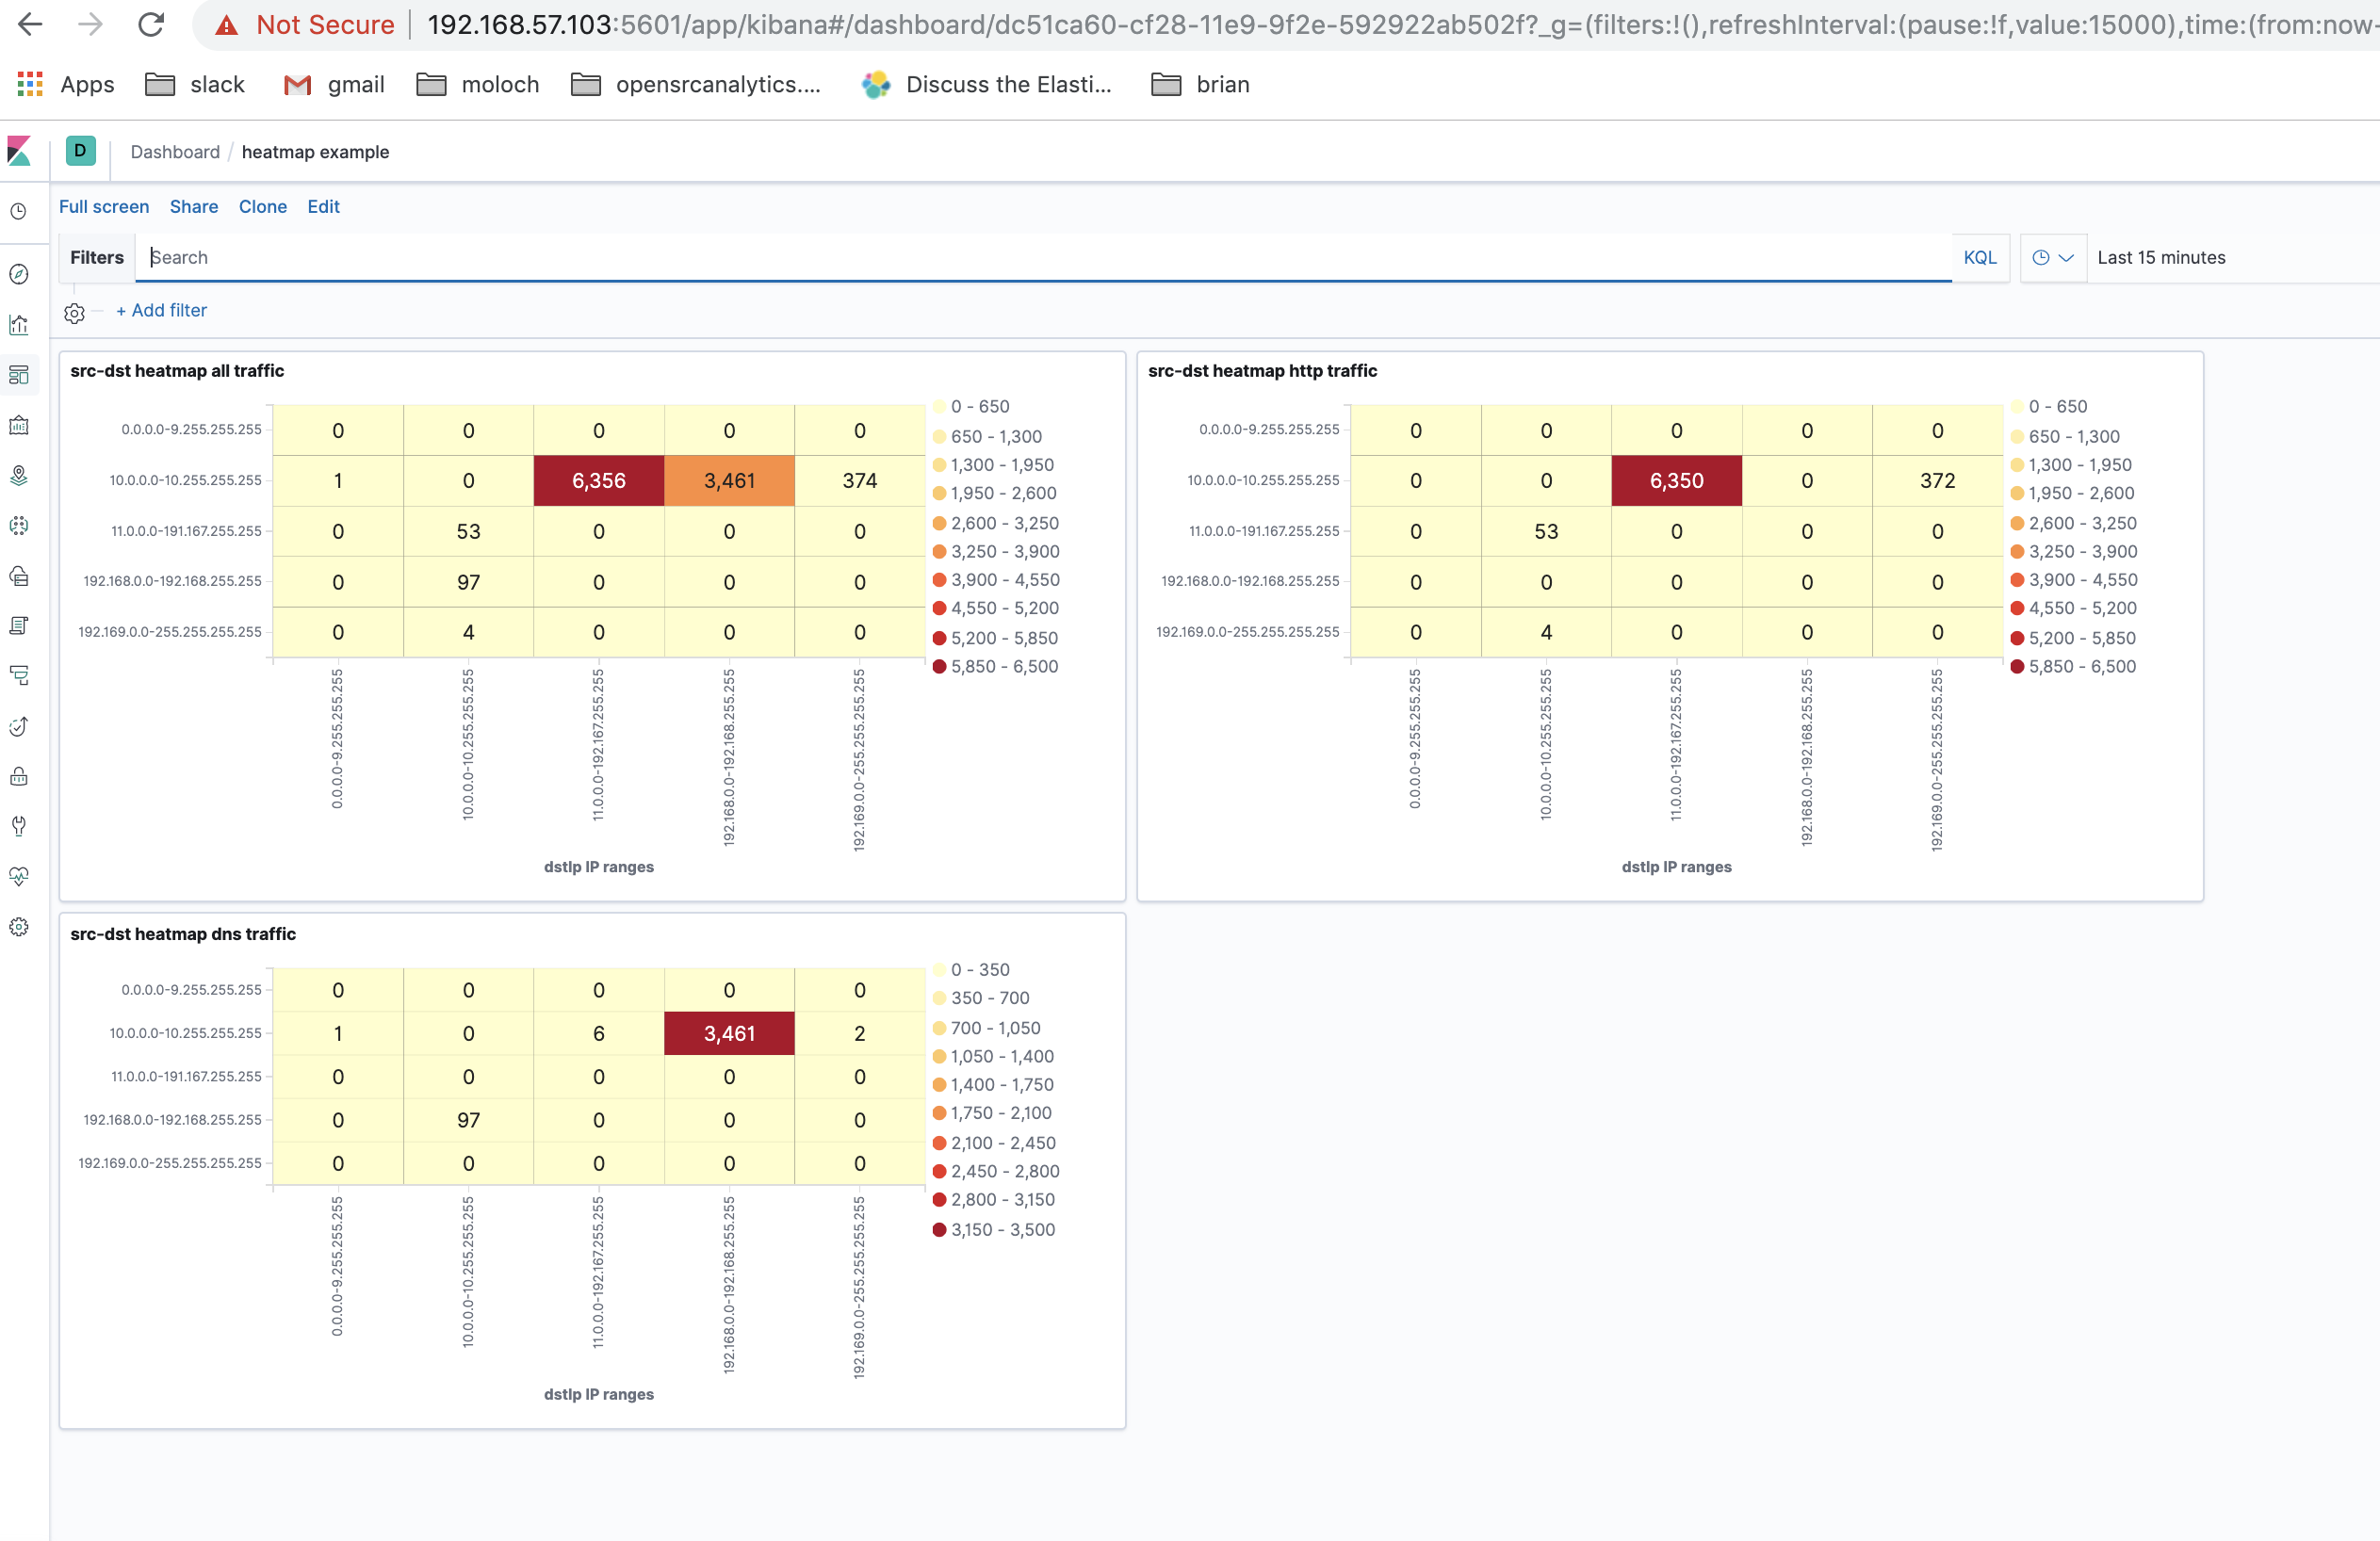 Not Secure 192.168.57.103:5601/app/kibana#/dashboard/dc51ca60-cf28-11e9-9f2e-592922ab502f?_g=(filters:!(),refreshInterval:(pause:!f,value:15000),time:(from:now-
Apps slack gmail moloch opensrcanalytics.... Discuss the Elasti... brian
D Dashboard / heatmap example
Full screen Share Clone Edit
Filters Search KQL Last 15 minutes
+ Add filter
src-dst heatmap all traffic
0.0.0.0-9.255.255.255 0 0 0 0 0
10.0.0.0-10.255.255.255 1 0 6,356 3,461 374
11.0.0.0-191.167.255.255 0 53 0 0 0
192.168.0.0-192.168.255.255 0 97 0 0 0
192.169.0.0-255.255.255.255 0 4 0 0 0
0.0.0.0-9.255.255.255
10.0.0.0-10.255.255.255
11.0.0.0-192.167.255.255
192.168.0.0-192.168.255.255
192.169.0.0-255.255.255.255
dstIp IP ranges
0 - 650
650 - 1,300
1,300 - 1,950
1,950 - 2,600
2,600 - 3,250
3,250 - 3,900
3,900 - 4,550
4,550 - 5,200
5,200 - 5,850
5,850 - 6,500
src-dst heatmap http traffic
0.0.0.0-9.255.255.255 0 0 0 0 0
10.0.0.0-10.255.255.255 0 0 6,350 0 372
11.0.0.0-191.167.255.255 0 53 0 0 0
192.168.0.0-192.168.255.255 0 0 0 0 0
192.169.0.0-255.255.255.255 0 4 0 0 0
0.0.0.0-9.255.255.255
10.0.0.0-10.255.255.255
11.0.0.0-192.167.255.255
192.168.0.0-192.168.255.255
192.169.0.0-255.255.255.255
dstIp IP ranges
0 - 650
650 - 1,300
1,300 - 1,950
1,950 - 2,600
2,600 - 3,250
3,250 - 3,900
3,900 - 4,550
4,550 - 5,200
5,200 - 5,850
5,850 - 6,500
src-dst heatmap dns traffic
0.0.0.0-9.255.255.255 0 0 0 0 0
10.0.0.0-10.255.255.255 1 0 6 3,461 2
11.0.0.0-191.167.255.255 0 0 0 0 0
192.168.0.0-192.168.255.255 0 97 0 0 0
192.169.0.0-255.255.255.255 0 0 0 0 0
0.0.0.0-9.255.255.255
10.0.0.0-10.255.255.255
11.0.0.0-192.167.255.255
192.168.0.0-192.168.255.255
192.169.0.0-255.255.255.255
dstIp IP ranges
0 - 350
350 - 700
700 - 1,050
1,050 - 1,400
1,400 - 1,750
1,750 - 2,100
2,100 - 2,450
2,450 - 2,800
2,800 - 3,150
3,150 - 3,500